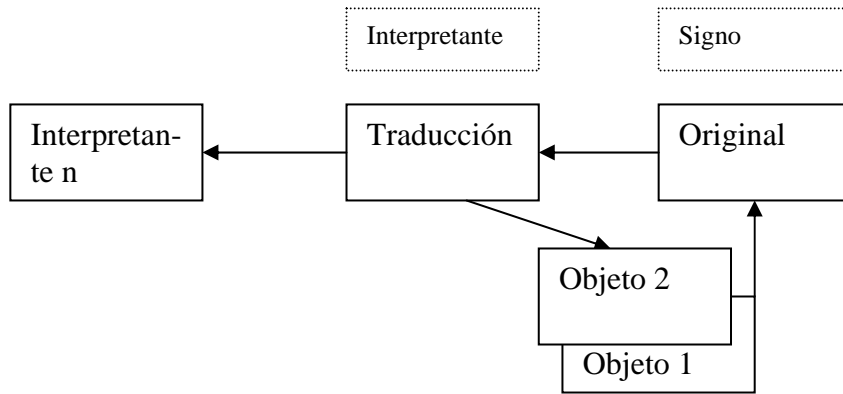 Interpretante
Signo
Interpretan-
te n
Traducción
Original
Objeto 2
Objeto 1